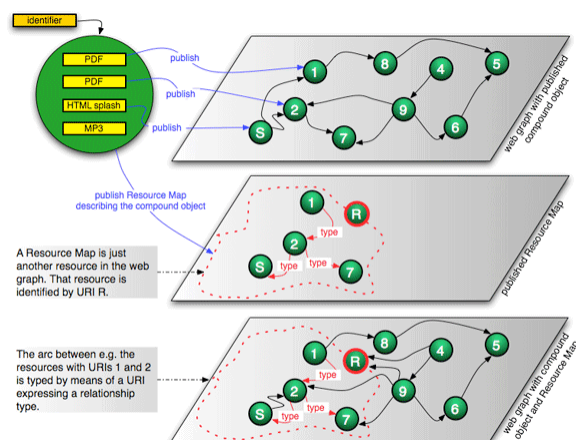 identifier
PDF
PDF
HTML splash
MP3
publish
publish
publish
1
8
4
5
2
9
S
7
6
web graph with published
compound object
publish Resource Map
describing the compound object
1
R
type
2
S
type
type
7
published Resource Map
A Resource Map is just
another resource in the web
graph. That resource is
identified by URI R.
The arc between e.g. the
resources with URIs 1 and 2
is typed by means of a URI
expressing a relationship
type.
1
8
R
4
5
type
2
9
S
type
type
7
6
web graph with compound
object and Resource Map